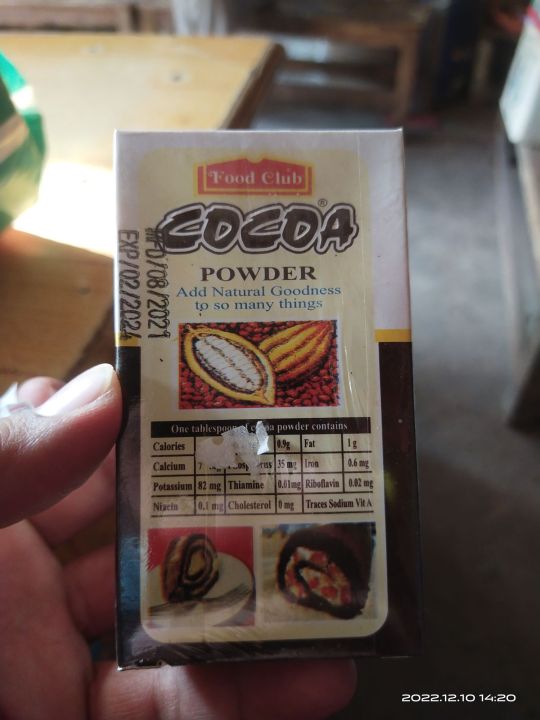 Food Club
COCOA ®
POWDER
Add Natural Goodness
to so many things
MFD/08/2021
EXP/02/2024
One tablespoon of cocoa powder contains
Calories 0.9g Fat 1 g
Calcium Phosphorus 35 mg Iron 0.6 mg
Potassium 82 mg Thiamine 0.01mg Riboflavin 0.02 mg
Niacin 0.1 mg Cholesterol 0 mg Traces Sodium Vit A
2022.12.10 14:20